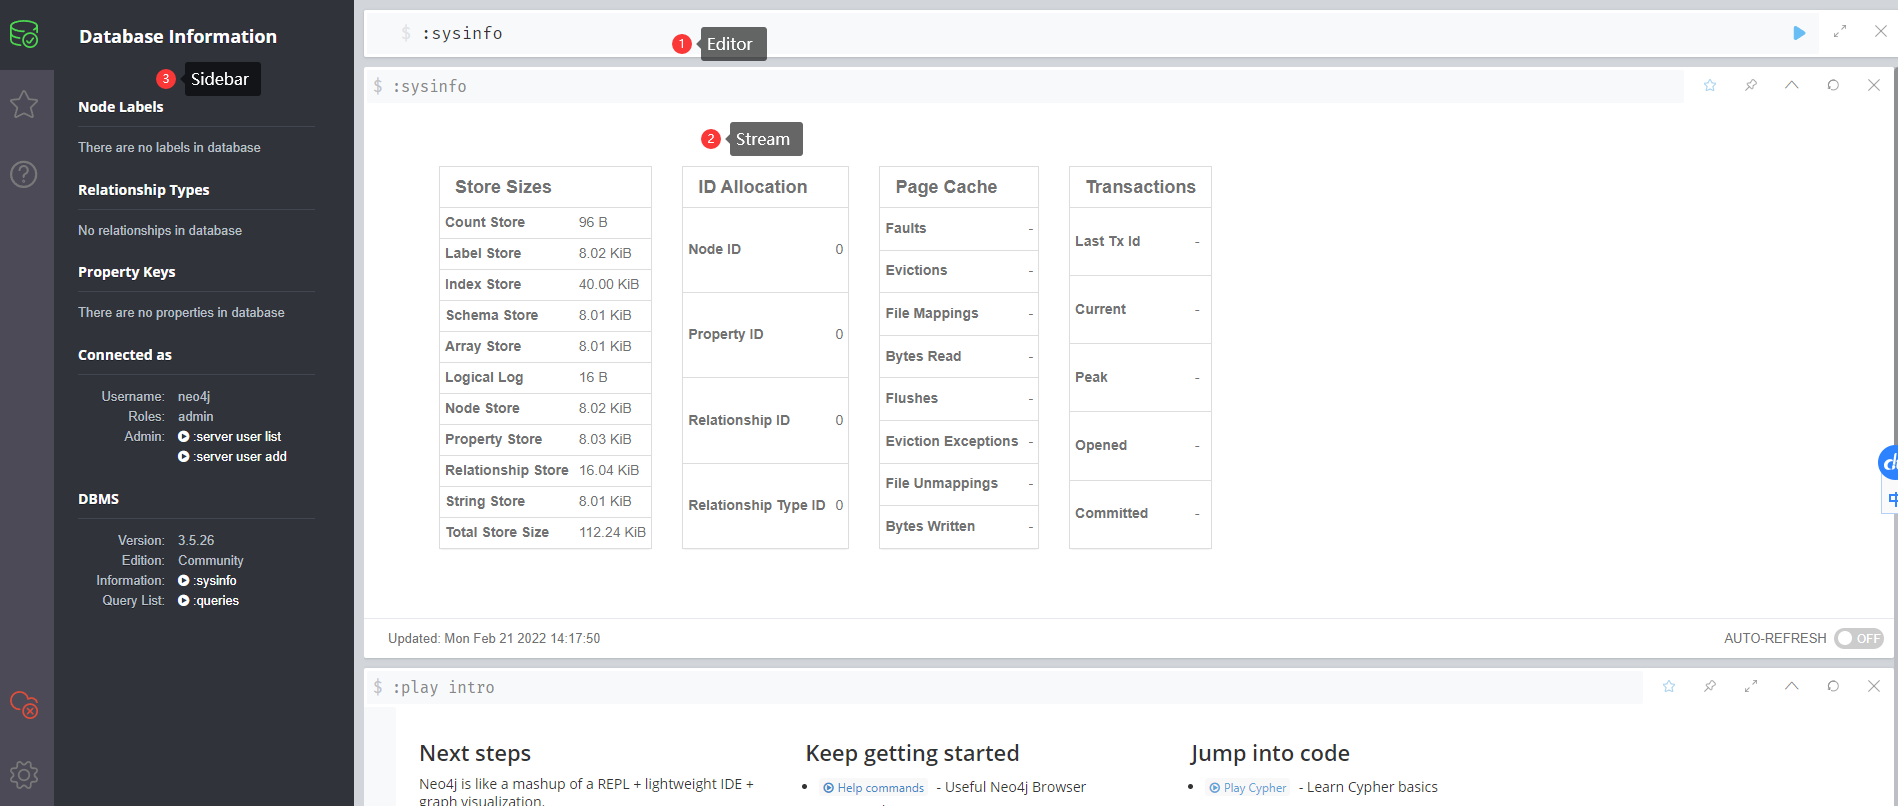 Database Information
3 Sidebar
Node Labels
There are no labels in database
Relationship Types
No relationships in database
Property Keys
There are no properties in database
Connected as
Username: neo4j
Roles: admin
Admin: :server user list
:server user add
DBMS
Version: 3.5.26
Edition: Community
Information: :sysinfo
Query List: :queries
$ :sysinfo
1 Editor
$ :sysinfo
2 Stream
Store Sizes
Count Store 96 B
Label Store 8.02 KiB
Index Store 40.00 KiB
Schema Store 8.01 KiB
Array Store 8.01 KiB
Logical Log 16 B
Node Store 8.02 KiB
Property Store 8.03 KiB
Relationship Store 16.04 KiB
String Store 8.01 KiB
Total Store Size 112.24 KiB
ID Allocation
Node ID 0
Property ID 0
Relationship ID 0
Relationship Type ID 0
Page Cache
Faults -
Evictions -
File Mappings -
Bytes Read -
Flushes -
Eviction Exceptions -
File Unmappings -
Bytes Written -
Transactions
Last Tx Id -
Current -
Peak -
Opened -
Committed -
Updated: Mon Feb 21 2022 14:17:50
AUTO-REFRESH OFF
$ :play intro
Next steps
Neo4j is like a mashup of a REPL + lightweight IDE +
graph visualization.
Keep getting started
• Help commands - Useful Neo4j Browser
Jump into code
• Play Cypher - Learn Cypher basics